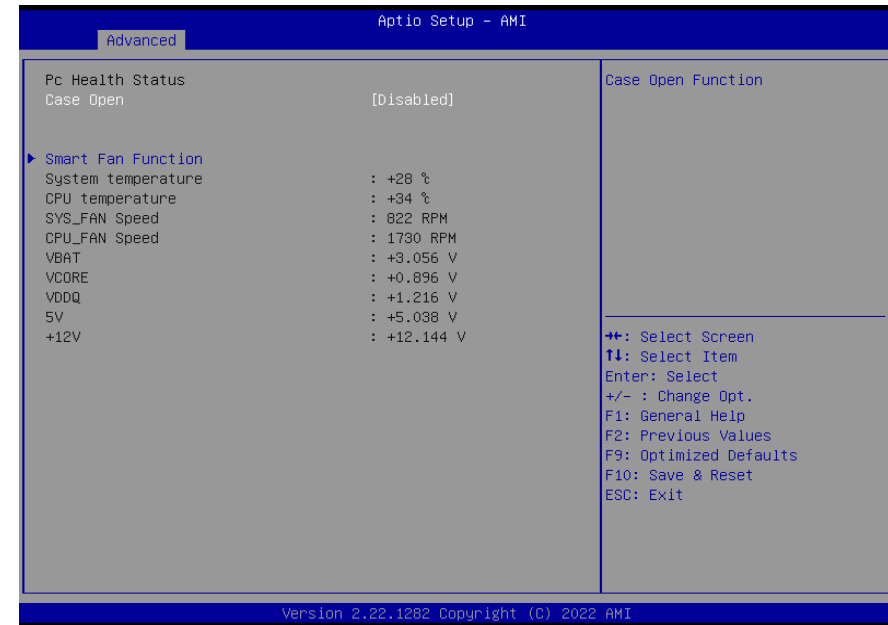 Aptio Setup – AMI
Advanced
Pc Health Status
Case Open [Disabled]
Smart Fan Function
System temperature : +28 ℃
CPU temperature : +34 ℃
SYS_FAN Speed : 822 RPM
CPU_FAN Speed : 1730 RPM
VBAT : +3.056 V
VCORE : +0.896 V
VDDQ : +1.216 V
5V : +5.038 V
+12V : +12.144 V
Case Open Function
→←: Select Screen
↑↓: Select Item
Enter: Select
+/- : Change Opt.
F1: General Help
F2: Previous Values
F9: Optimized Defaults
F10: Save & Reset
ESC: Exit
Version 2.22.1282 Copyright (C) 2022 AMI